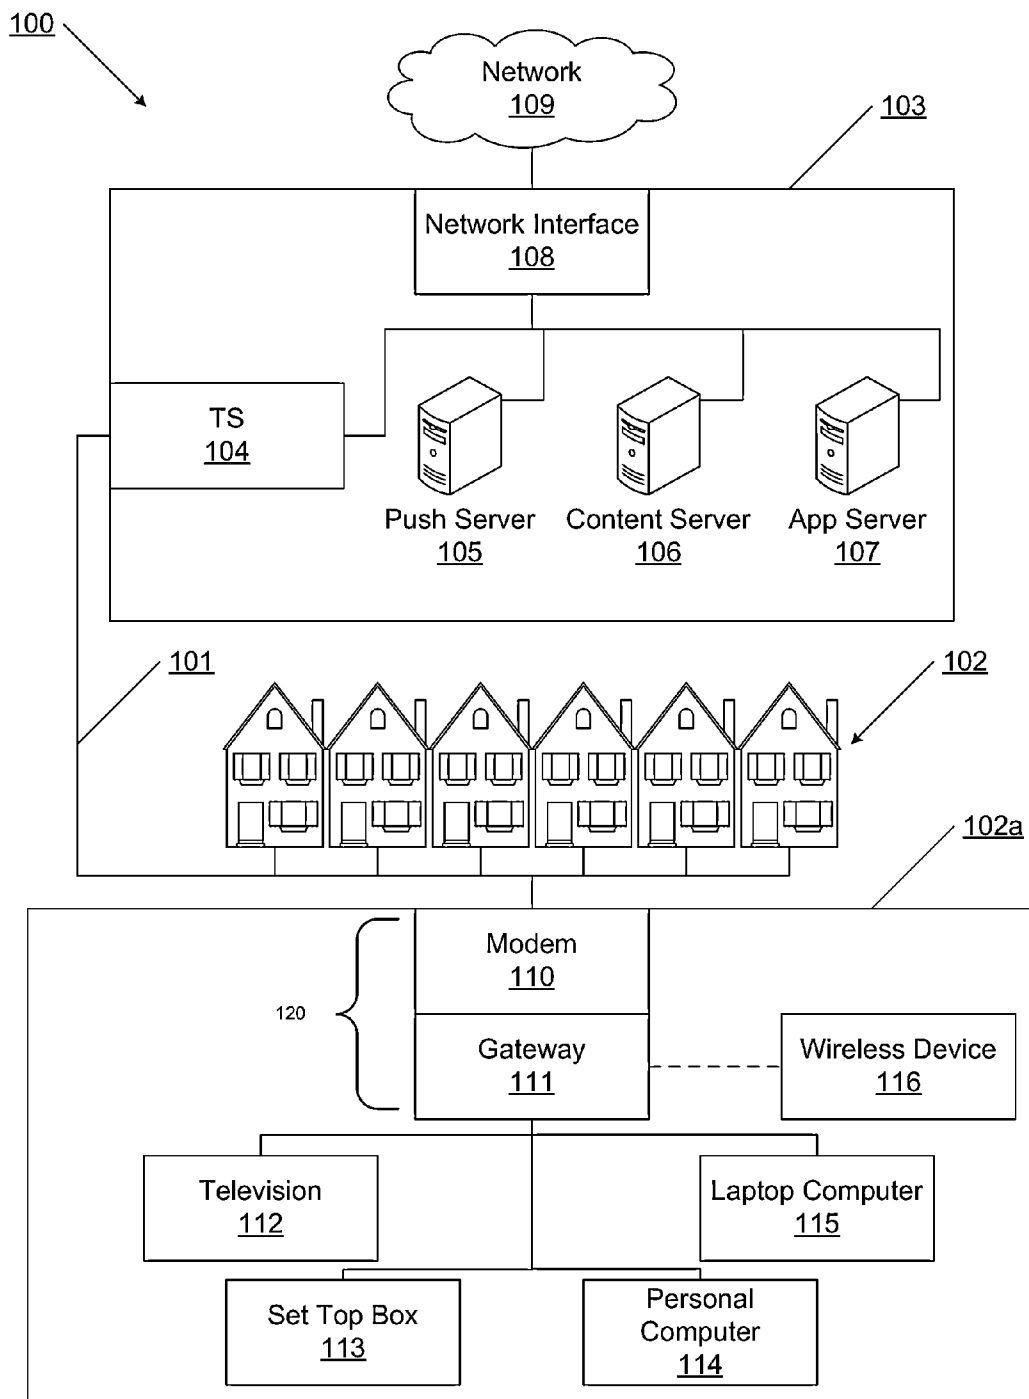 100
Network
109
103
Network Interface
108
TS
104
Push Server
105
Content Server
106
App Server
107
101
102
102a
Modem
110
120
Gateway
111
Wireless Device
116
Television
112
Laptop Computer
115
Set Top Box
113
Personal
Computer
114